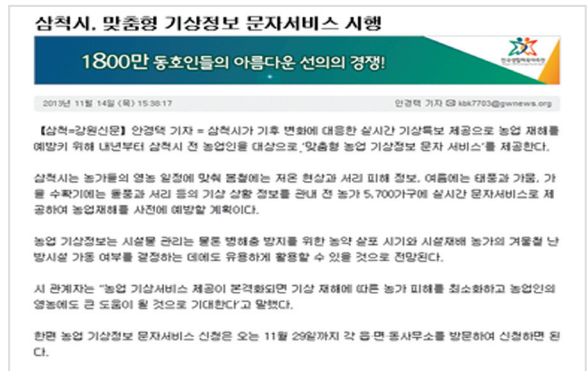 삼척시, 맞춤형 기상정보 문자서비스 시행
1800만 동호인들의 아름다운 선의의 경쟁!
2013년 11월 14일 (목) 15:38:17
안경택 기자 kbk7703@gwnews.org
【삼척=강원신문】 안경택 기자 = 삼척시가 기후 변화에 대응한 실시간 기상특보 제공으로 농업 재해를
예방키 위해 내년부터 삼척시 전 농업인을 대상으로 '맞춤형 농업 기상정보 문자 서비스'를 제공한다.
삼척시는 농가들의 영농 일정에 맞춰 봄철에는 저온 현상과 서리 피해 정보, 여름에는 태풍과 가뭄, 가
을 수확기에는 돌풍과 서리 등의 기상 상황 정보를 관내 전 농가 5,700가구에 실시간 문자서비스로 제
공하여 농업재해를 사전에 예방할 계획이다.
농업 기상정보는 시설물 관리는 물론 병해충 방지를 위한 농약 살포 시기와 시설재배 농가의 겨울철 난
방시설 가동 여부를 결정하는 데에도 유용하게 활용할 수 있을 것으로 전망된다.
시 관계자는 "농업 기상서비스 제공이 본격화되면 기상 재해에 따른 농가 피해를 최소화하고 농업인의
영농에도 큰 도움이 될 것으로 기대한다"고 말했다.
한편 농업 기상정보 문자서비스 신청은 오는 11월 29일까지 각 읍·면·동사무소를 방문하여 신청하면 된
다.